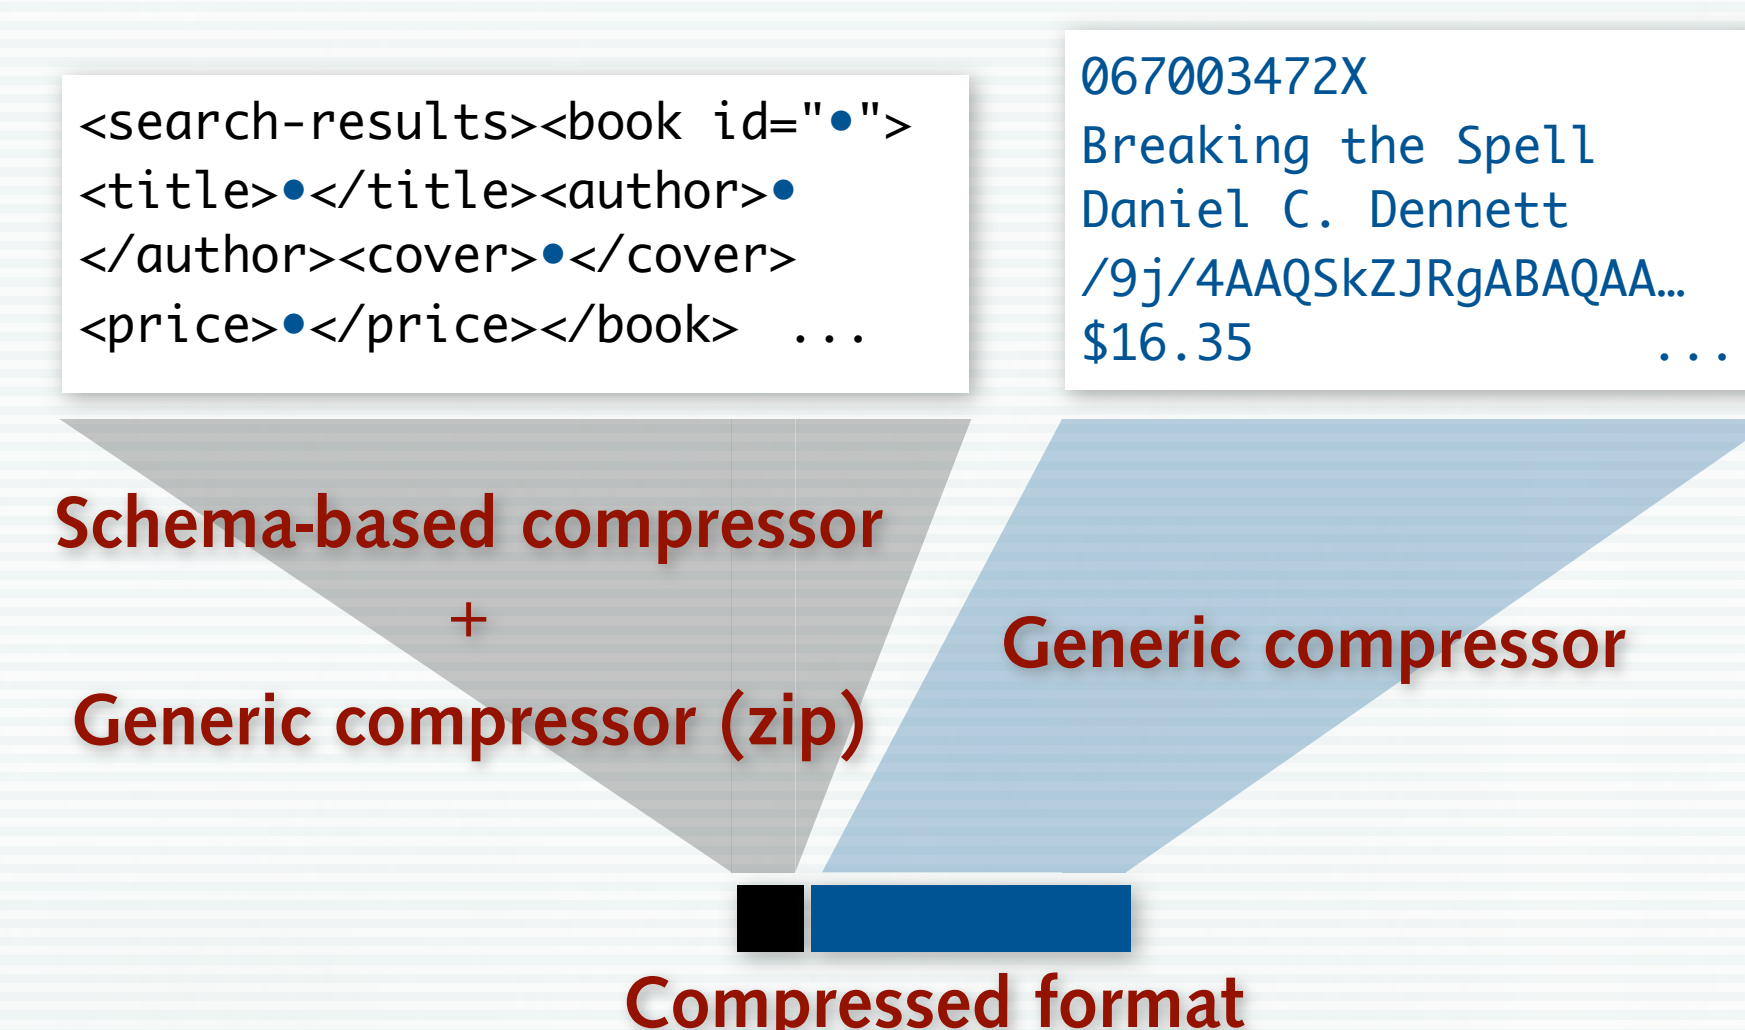 <search-results><book id="•">
<title>•</title><author>•
</author><cover>•</cover>
<price>•</price></book> ...
067003472X
Breaking the Spell
Daniel C. Dennett
/9j/4AAQSkZJRgABAQAA…
$16.35 ...
Schema-based compressor
+
Generic compressor (zip)
Generic compressor
Compressed format